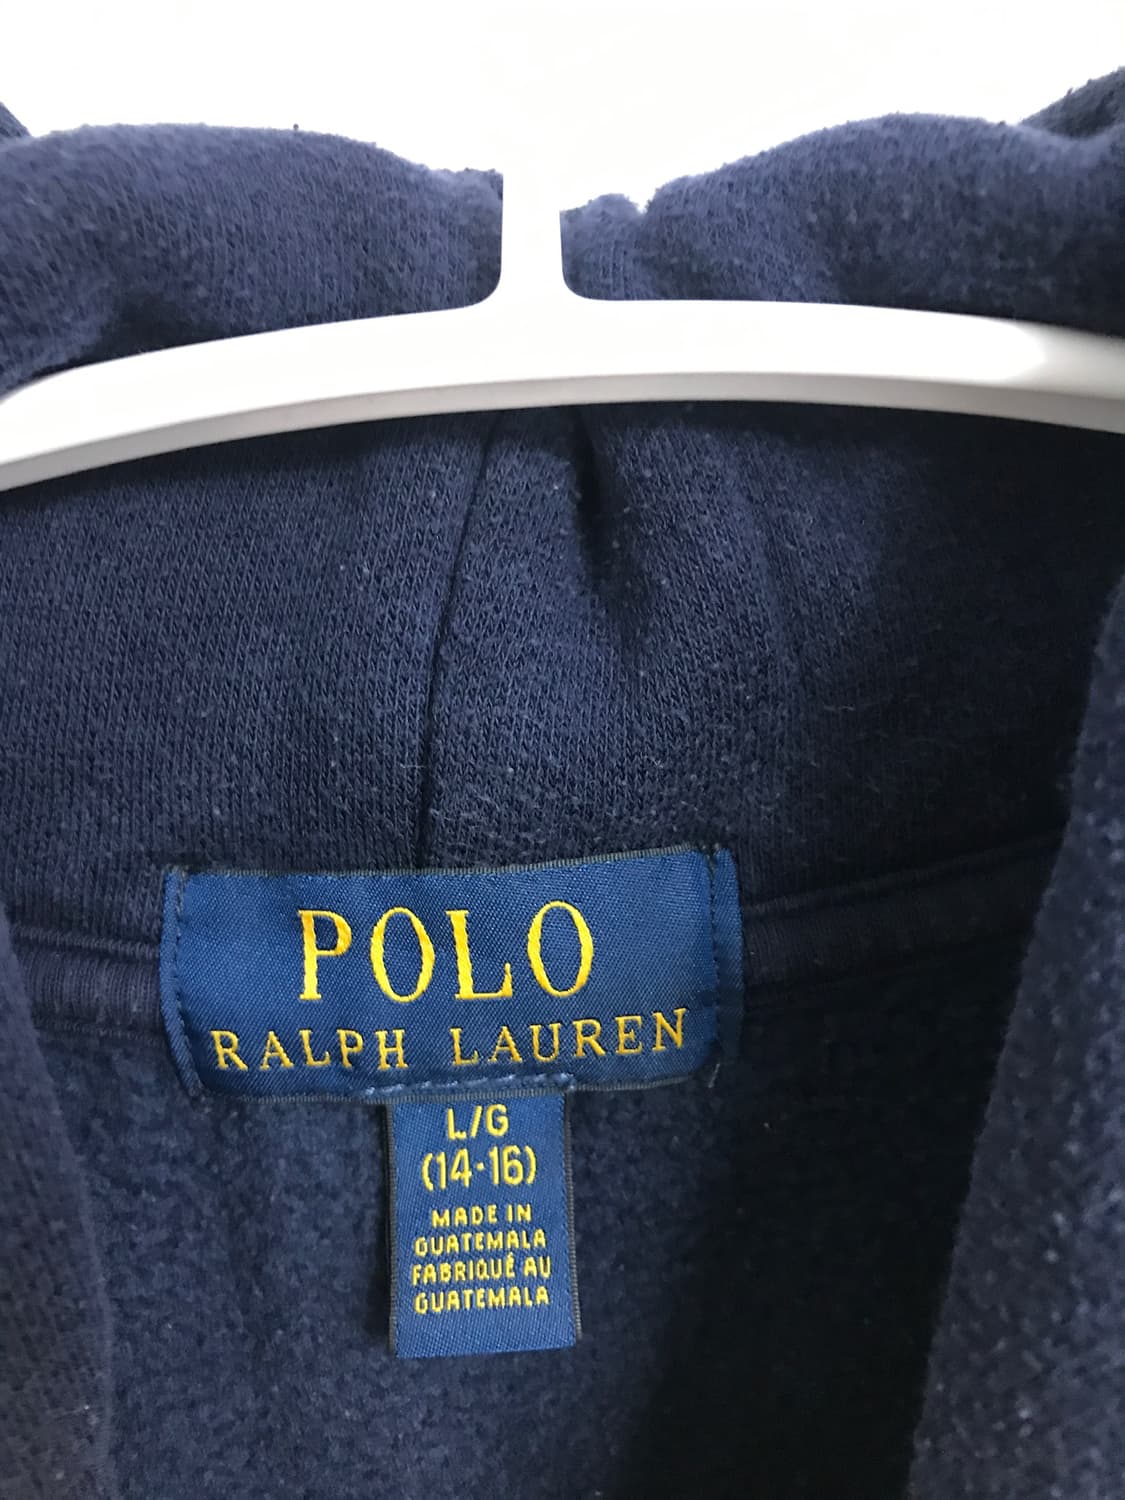 POLO
RALPH LAUREN
L/G
(14-16)
MADE IN
GUATEMALA
FABRIQUÉ AU
GUATEMALA